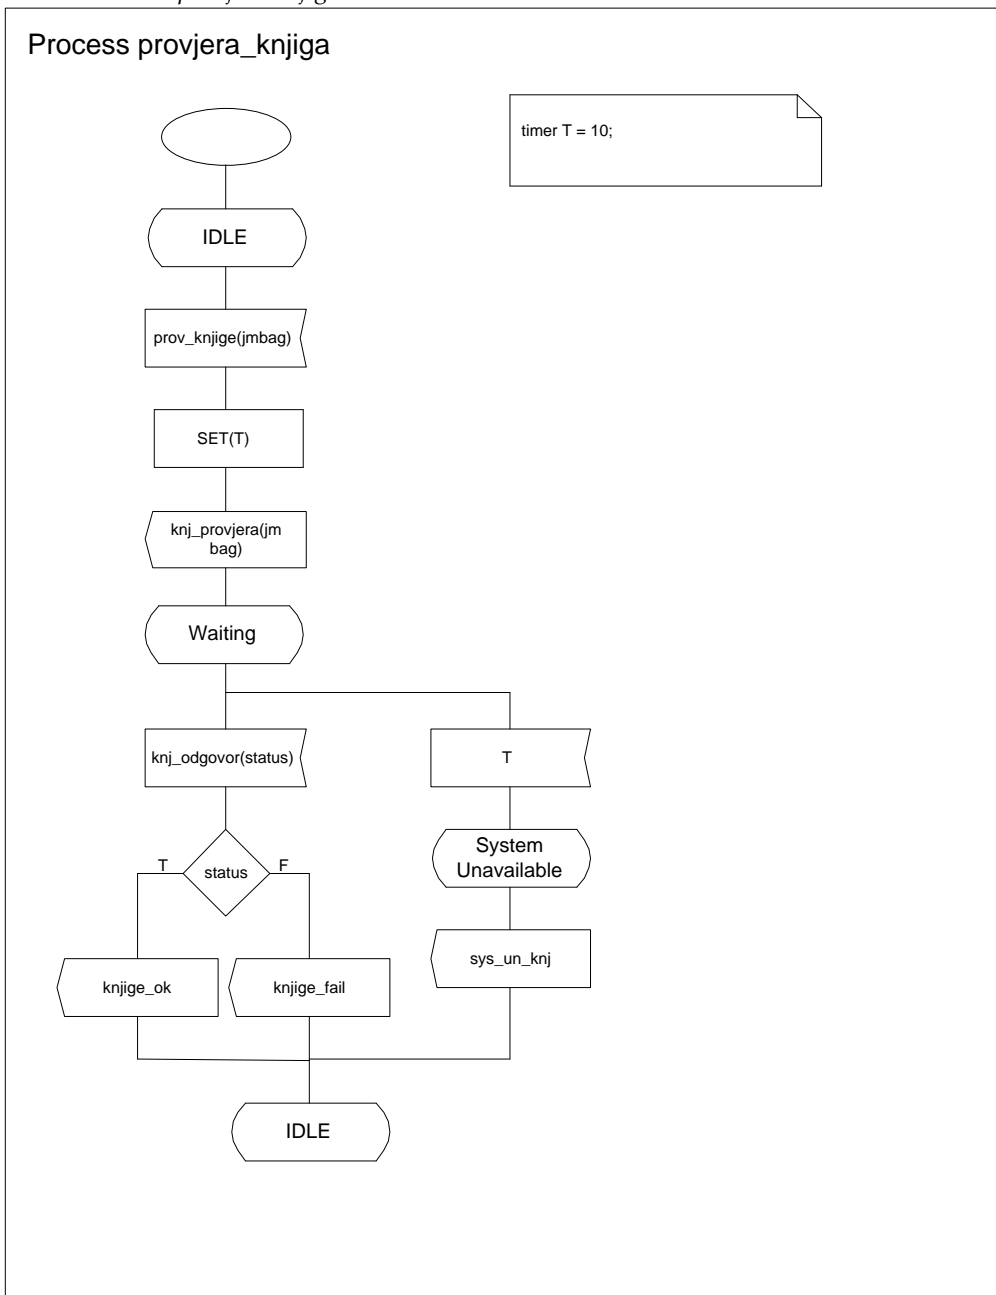 Process provjera_knjiga
timer T = 10;
IDLE
prov_knjige(jmbag)
SET(T)
knj_provjera(jm
bag)
Waiting
knj_odgovor(status)
T
System
Unavailable
T
status
F
sys_un_knj
knjige_ok
knjige_fail
IDLE